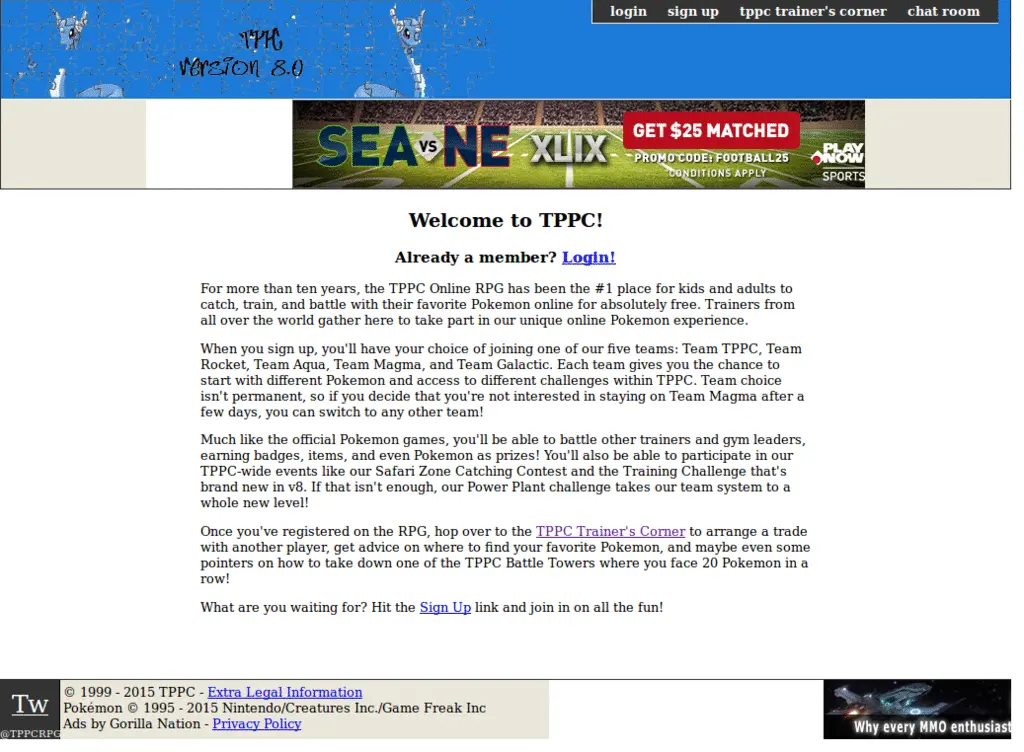 login sign up tppc trainer's corner chat room
TPPC
Version 8.0
SEA VS NE XLIX
GET $25 MATCHED
PROMO CODE: FOOTBALL25
CONDITIONS APPLY
PLAY
NOW
SPORTS
Welcome to TPPC!
Already a member? Login!
For more than ten years, the TPPC Online RPG has been the #1 place for kids and adults to
catch, train, and battle with their favorite Pokemon online for absolutely free. Trainers from
all over the world gather here to take part in our unique online Pokemon experience.
When you sign up, you'll have your choice of joining one of our five teams: Team TPPC, Team
Rocket, Team Aqua, Team Magma, and Team Galactic. Each team gives you the chance to
start with different Pokemon and access to different challenges within TPPC. Team choice
isn't permanent, so if you decide that you're not interested in staying on Team Magma after a
few days, you can switch to any other team!
Much like the official Pokemon games, you'll be able to battle other trainers and gym leaders,
earning badges, items, and even Pokemon as prizes! You'll also be able to participate in our
TPPC-wide events like our Safari Zone Catching Contest and the Training Challenge that's
brand new in v8. If that isn't enough, our Power Plant challenge takes our team system to a
whole new level!
Once you've registered on the RPG, hop over to the TPPC Trainer's Corner to arrange a trade
with another player, get advice on where to find your favorite Pokemon, and maybe even some
pointers on how to take down one of the TPPC Battle Towers where you face 20 Pokemon in a
row!
What are you waiting for? Hit the Sign Up link and join in on all the fun!
Tw
@TPPCRPG
© 1999 - 2015 TPPC - Extra Legal Information
Pokémon © 1995 - 2015 Nintendo/Creatures Inc./Game Freak Inc
Ads by Gorilla Nation - Privacy Policy
Why every MMO enthusiast